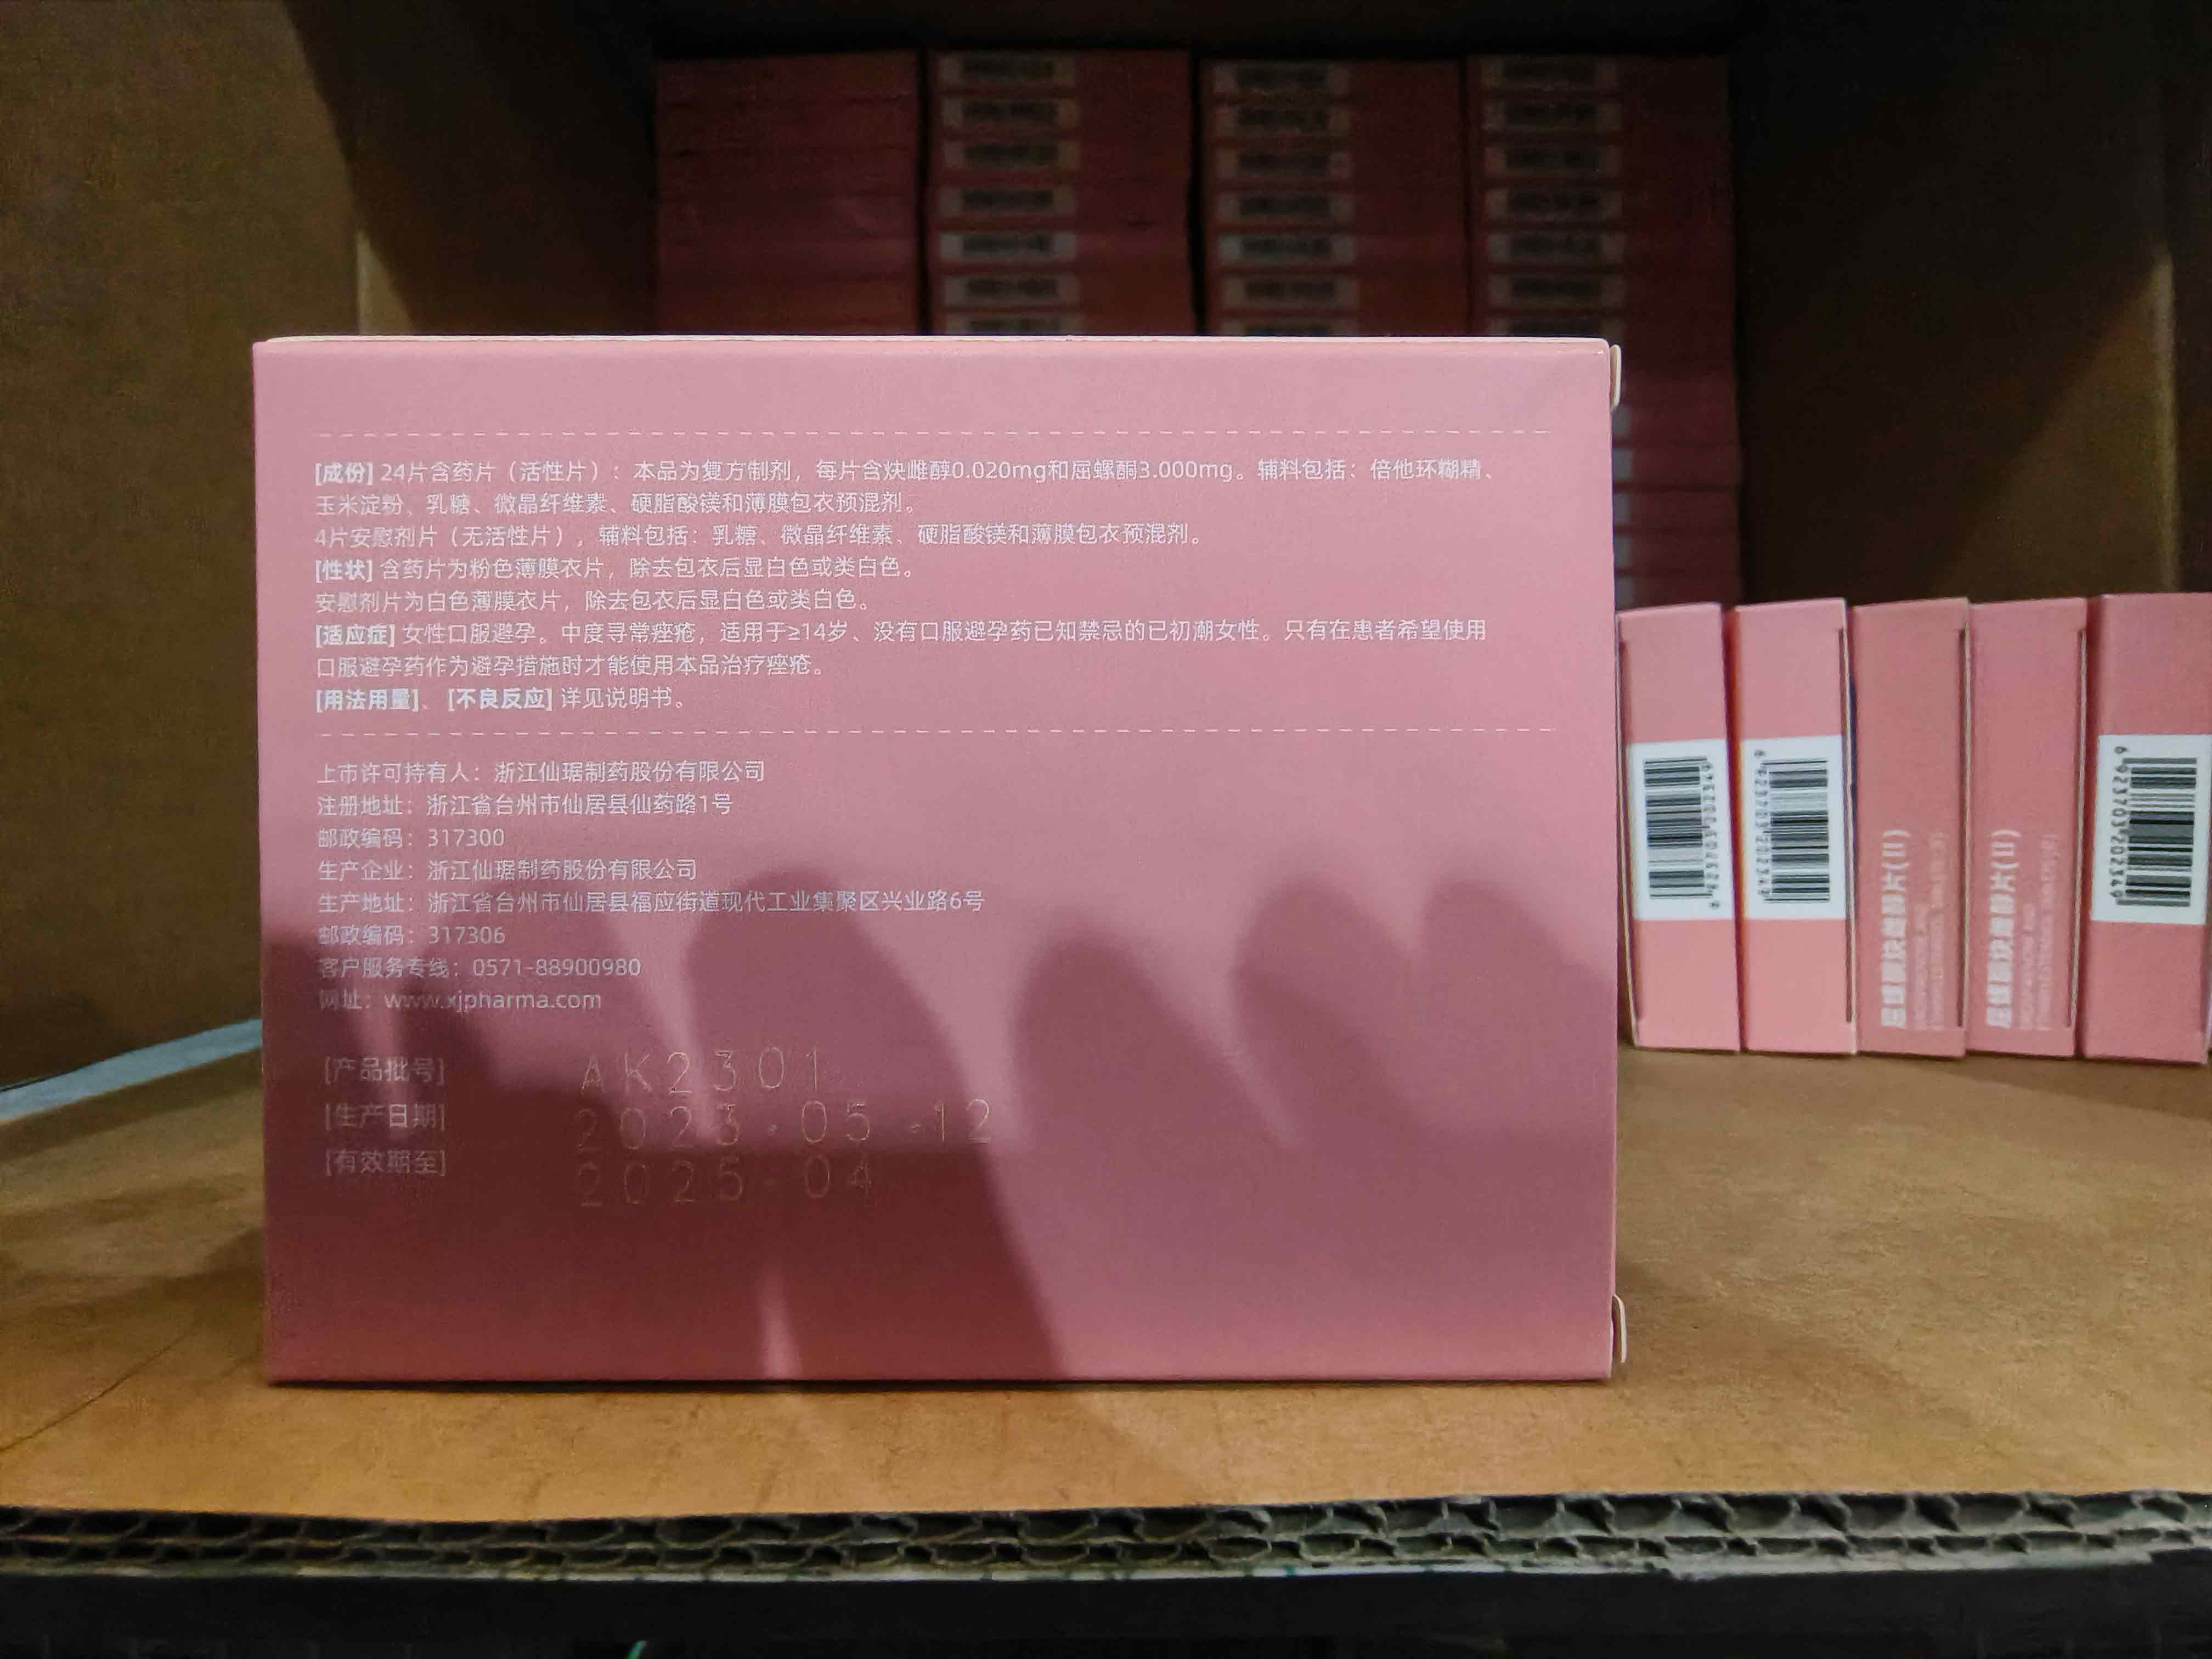 [成份] 24片含药片（活性片）：本品为复方制剂，每片含炔雌醇0.020mg和屈螺酮3.000mg。辅料包括：倍他环糊精、
玉米淀粉、乳糖、微晶纤维素、硬脂酸镁和薄膜包衣预混剂。
4片安慰剂片（无活性片），辅料包括：乳糖、微晶纤维素、硬脂酸镁和薄膜包衣预混剂。
[性状] 含药片为粉色薄膜衣片，除去包衣后显白色或类白色。
安慰剂片为白色薄膜衣片，除去包衣后显白色或类白色。
[适应症] 女性口服避孕。中度寻常痤疮，适用于≥14岁、没有口服避孕药已知禁忌的已初潮女性。只有在患者希望使用
口服避孕药作为避孕措施时才能使用本品治疗痤疮。
[用法用量]、[不良反应] 详见说明书。
上市许可持有人：浙江仙琚制药股份有限公司
注册地址：浙江省台州市仙居县仙药路1号
邮政编码：317300
生产企业：浙江仙琚制药股份有限公司
生产地址：浙江省台州市仙居县福应街道现代工业集聚区兴业路6号
邮政编码：317306
客户服务专线：0571-88900980
网址：www.xjpharma.com
[产品批号] AK2301
[生产日期] 2023.05.12
[有效期至] 2025-04
屈螺酮炔雌醇片(II)
屈螺酮炔雌醇片(II)
6923703202349